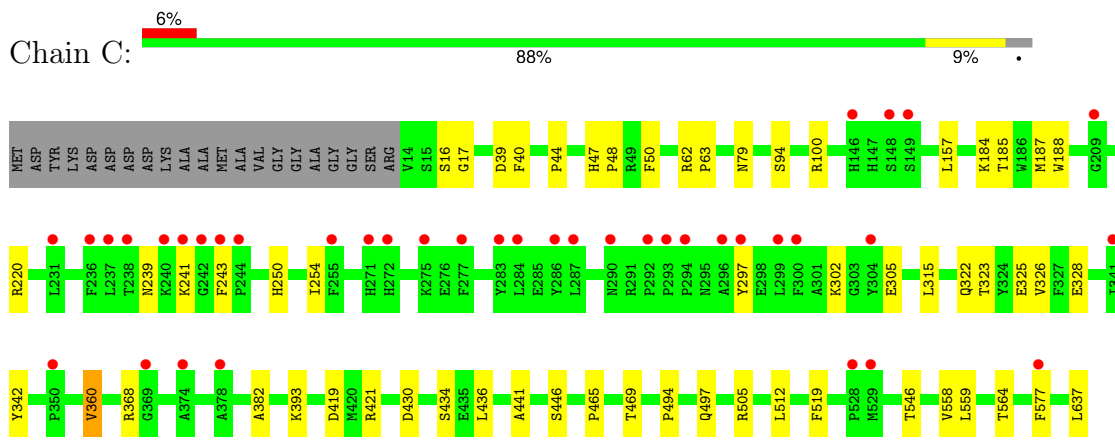 6%
Chain C:
88%
9%
MET ASP TYR LYS ASP ASP ASP ASP LYS ALA ALA MET ALA VAL GLY GLY ALA GLY GLY SER ARG V14 S15 S16 G17 D39 F40 P44 H47 P48 R49 F50 R62 P63 N79 S94 R100 H146 H147 S148 S149 L157 K184 T185 W186 M187 W188 G209
R220 L231 F236 L237 T238 N239 K240 K241 G242 F243 P244 H250 I254 F255 H271 H272 K275 E276 F277 Y283 L284 E285 Y286 L287 N290 R291 P292 P293 P294 N295 A296 Y297 E298 L299 F300 A301 K302 G303 Y304 E305 L315 Q322 T323 Y324 E325 V326 F327 E328 I341
Y342 P350 V360 R368 G369 A374 A378 A382 K393 D419 M420 R421 D430 S434 E435 L436 A441 S446 P465 T469 P494 Q497 R505 L512 F519 P528 M529 T546 V558 L559 T564 F577 L637